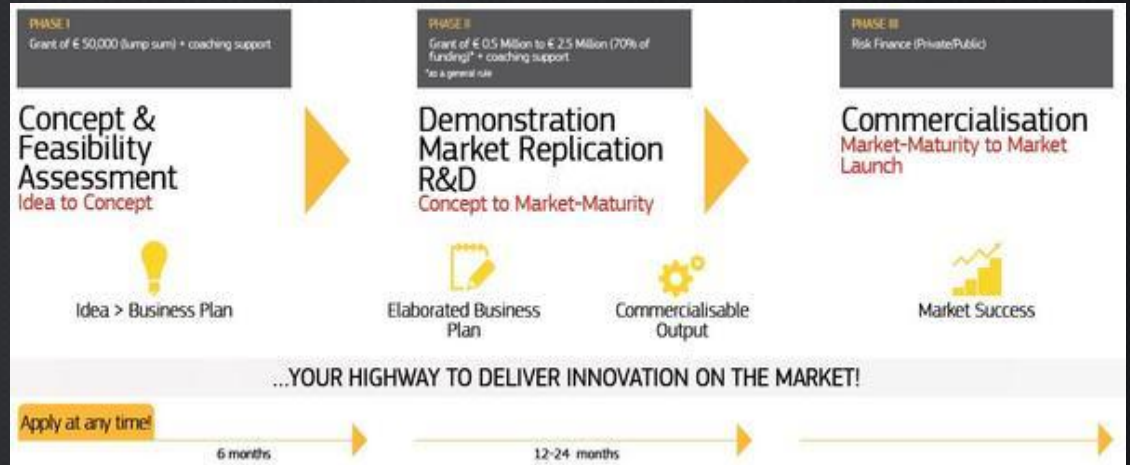 PHASE I
Grant of € 50,000 (lump sum) + coaching support
PHASE II
Grant of € 0.5 Million to € 2.5 Million (70% of
funding)* + coaching support
*as a general rule
PHASE III
Risk Finance (Private/Public)
Concept &
Feasibility
Assessment
Idea to Concept
Demonstration
Market Replication
R&D
Concept to Market-Maturity
Commercialisation
Market-Maturity to Market
Launch
Idea > Business Plan
Elaborated Business
Plan
Commercialisable
Output
Market Success
...YOUR HIGHWAY TO DELIVER INNOVATION ON THE MARKET!
Apply at any time!
6 months
12-24 months